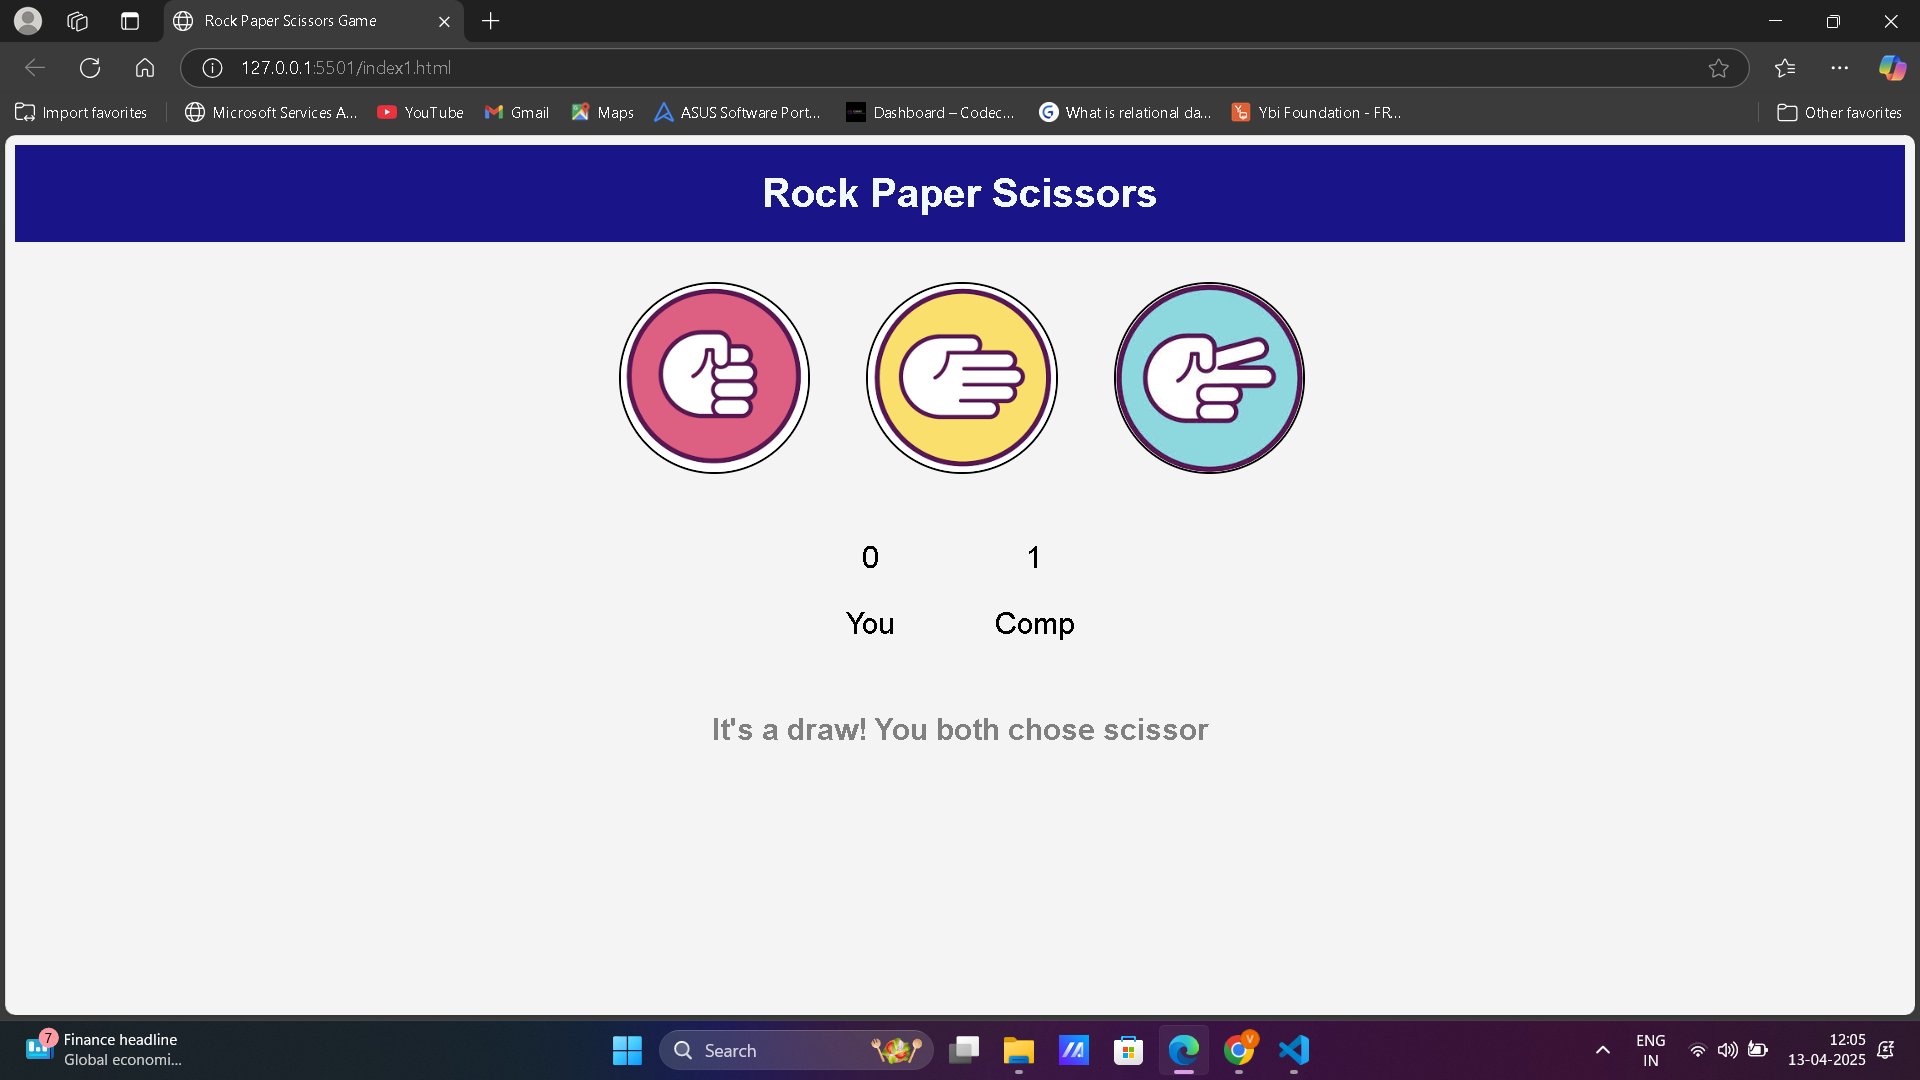 Rock Paper Scissors Game
127.0.0.1:5501/index1.html
Import favorites
Microsoft Services A...
YouTube
Gmail
Maps
ASUS Software Port...
Dashboard – Codec...
What is relational da...
Ybi Foundation - FR...
Other favorites
Rock Paper Scissors
0 1
You Comp
It's a draw! You both chose scissor
7
Finance headline
Global economi...
Search
V
ENG
IN
12:05
13-04-2025